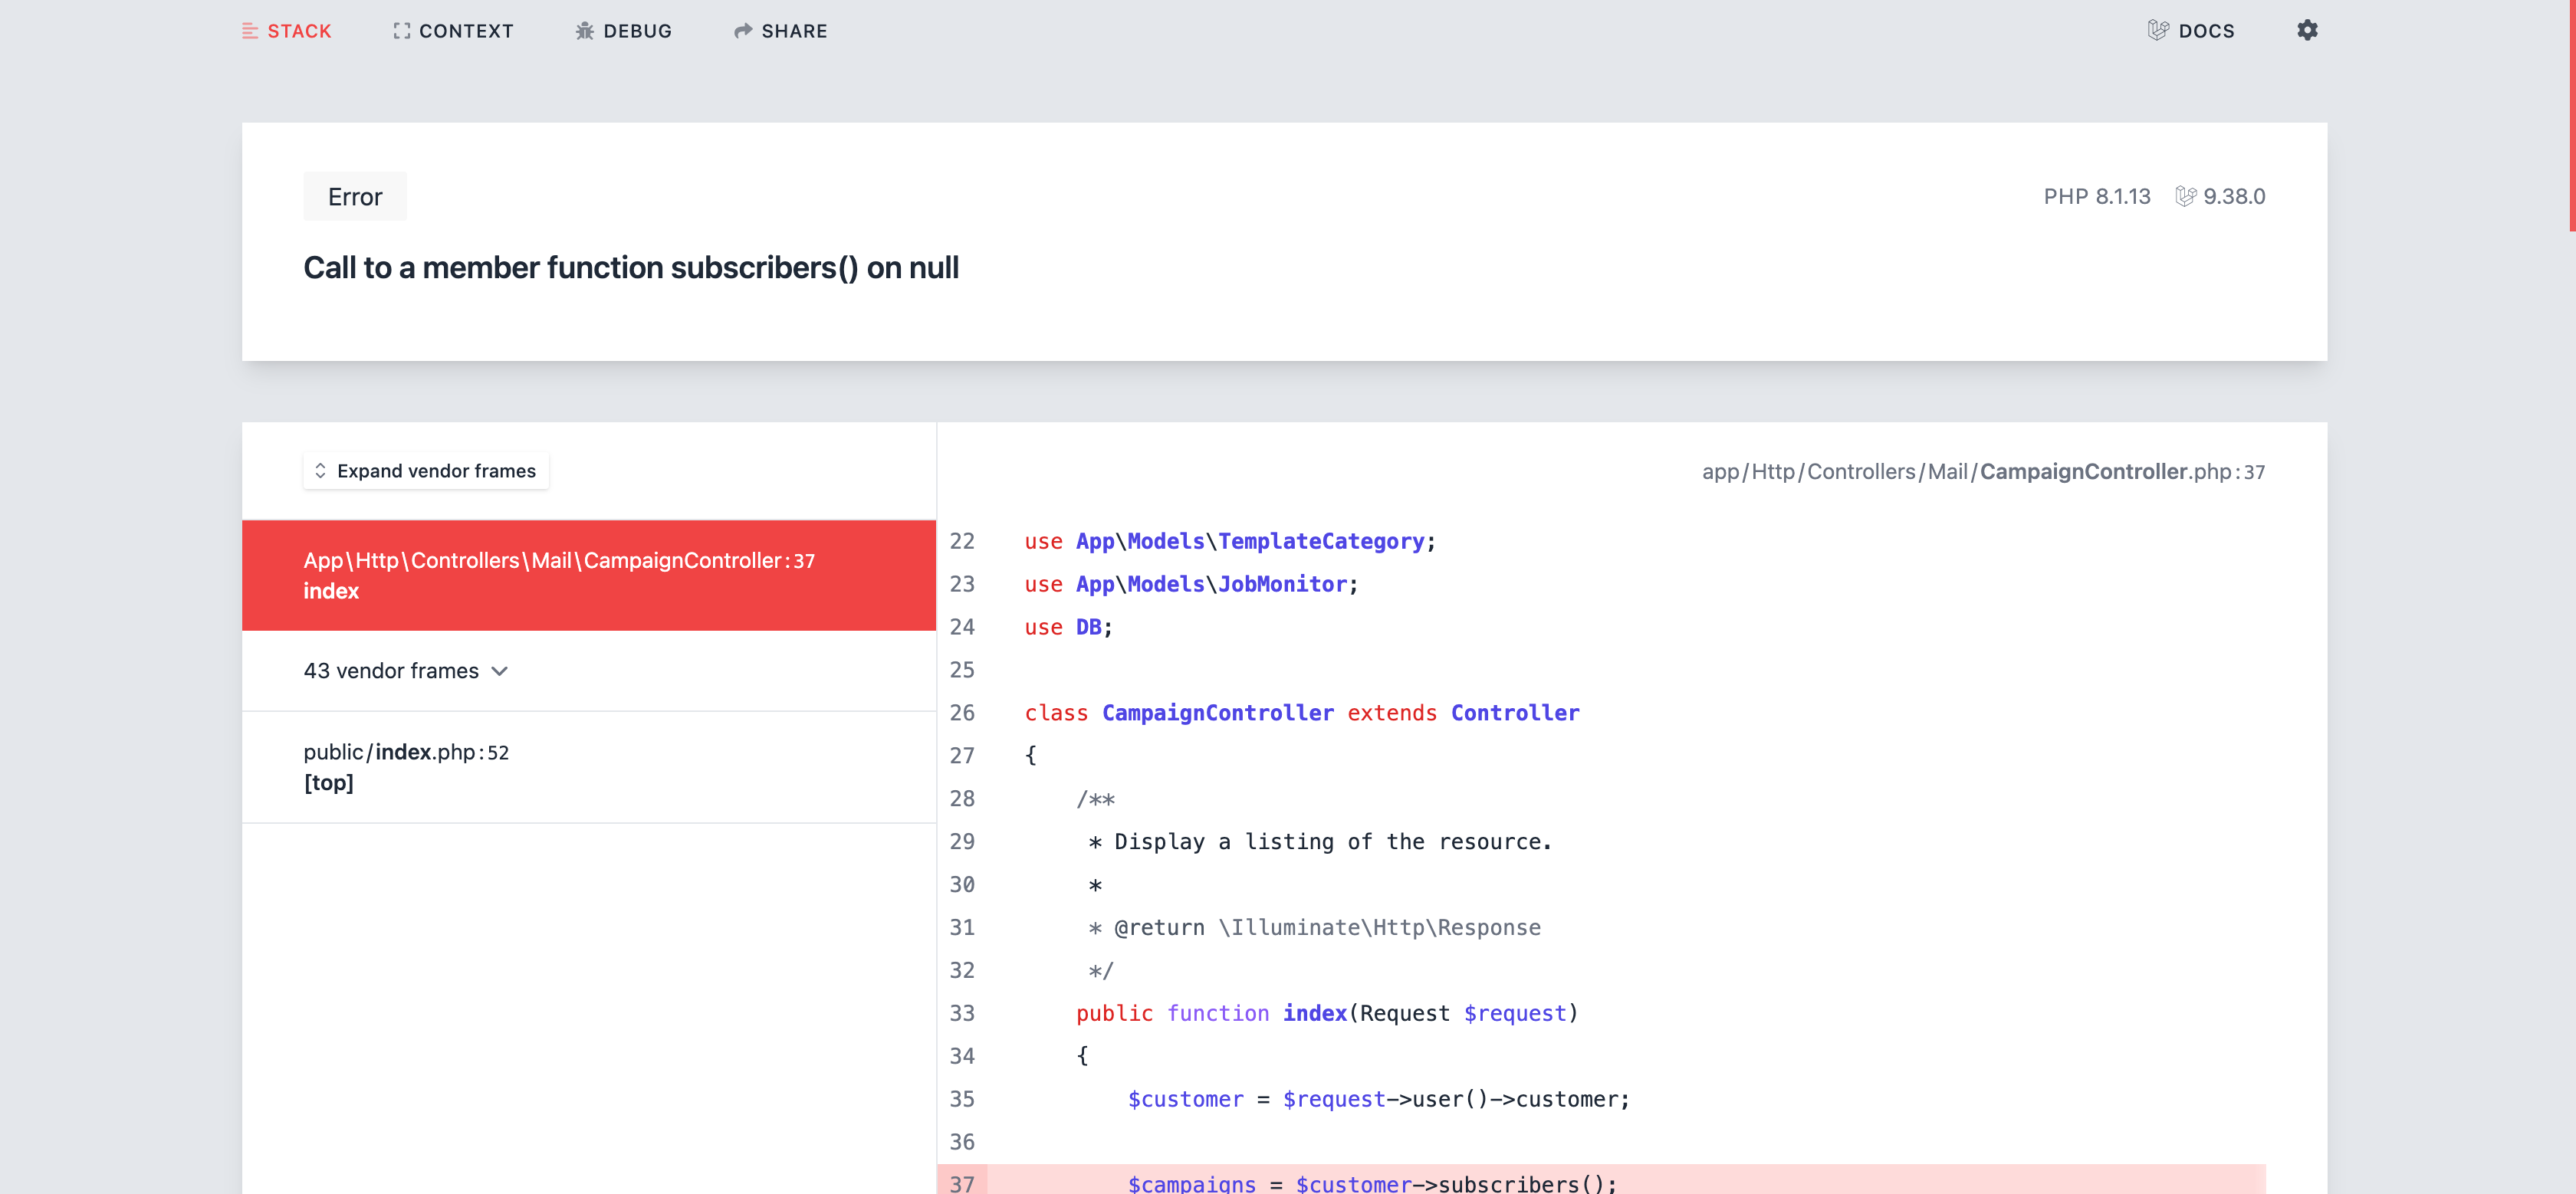 STACK CONTEXT DEBUG SHARE DOCS
Error PHP 8.1.13 9.38.0
Call to a member function subscribers() on null
Expand vendor frames
App\Http\Controllers\Mail\CampaignController:37
index
43 vendor frames
public/index.php:52
[top]
app/Http/Controllers/Mail/CampaignController.php:37
22 use App\Models\TemplateCategory;
23 use App\Models\JobMonitor;
24 use DB;
25
26 class CampaignController extends Controller
27 {
28     /**
29      * Display a listing of the resource.
30      *
31      * @return \Illuminate\Http\Response
32      */
33     public function index(Request $request)
34     {
35         $customer = $request->user()->customer;
36
37         $campaigns = $customer->subscribers();